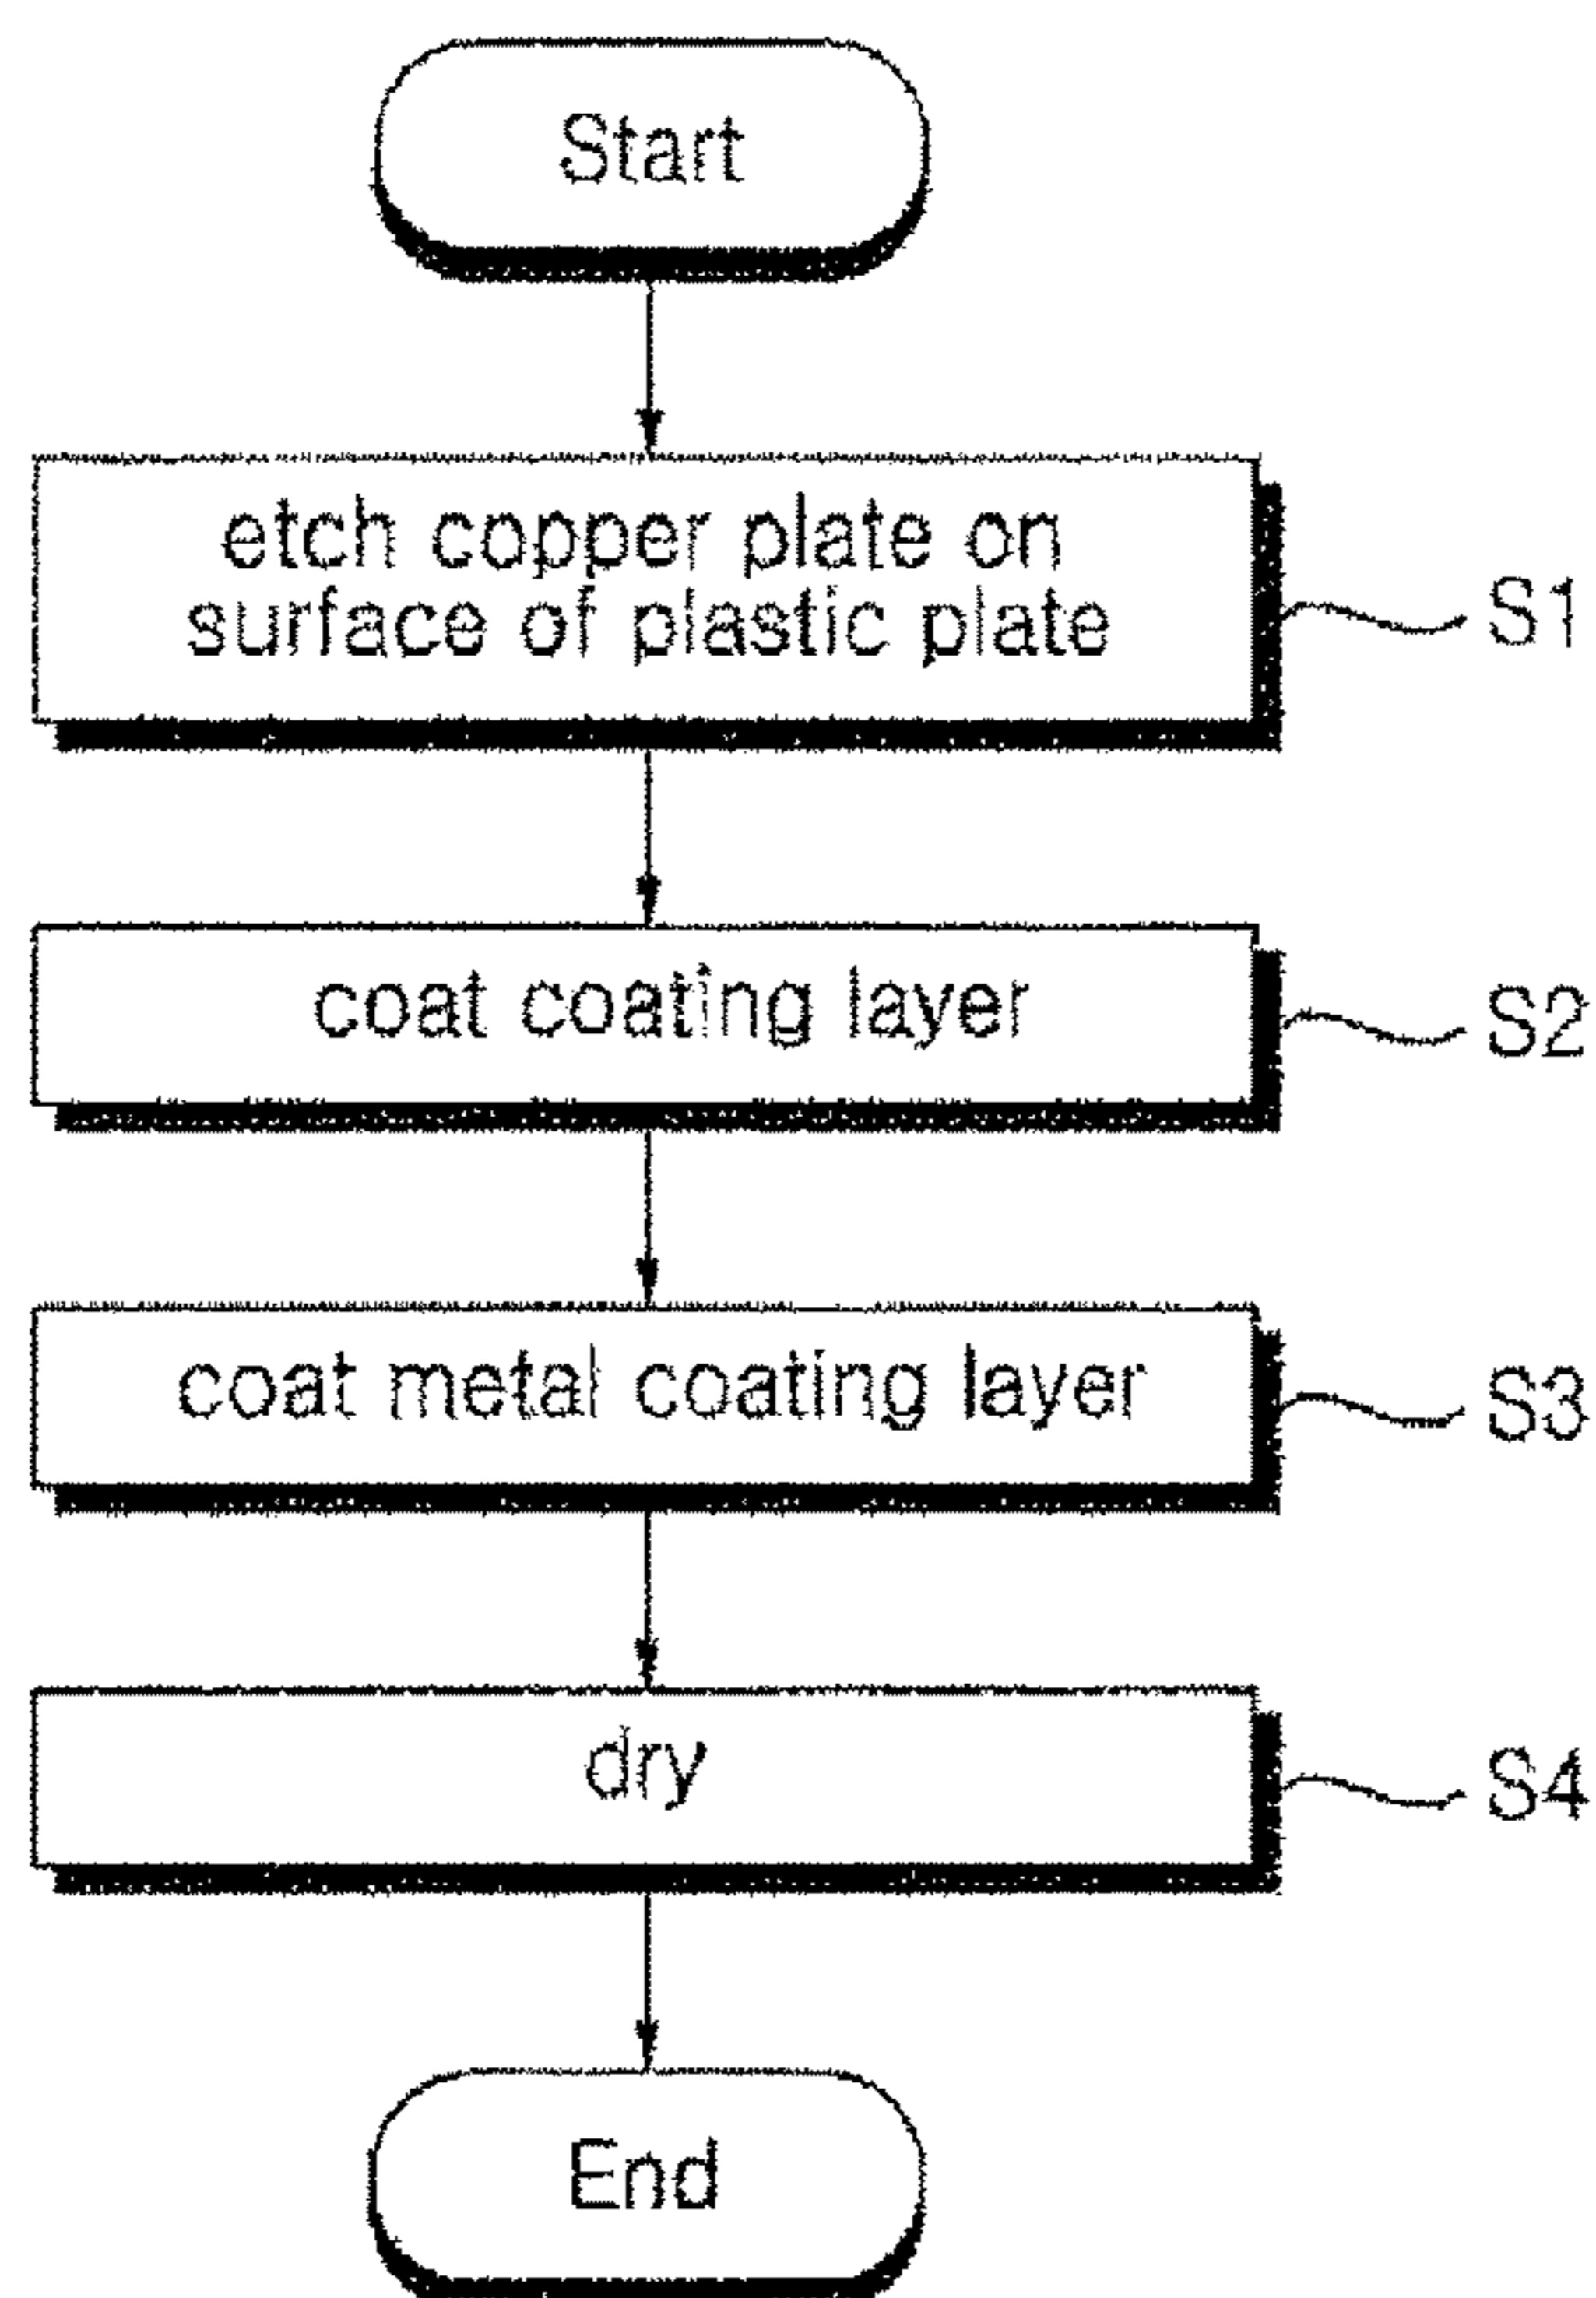 Start
etch copper plate on
surface of plastic plate
S1
coat coating layer
S2
coat metal coating layer
S3
dry
S4
End